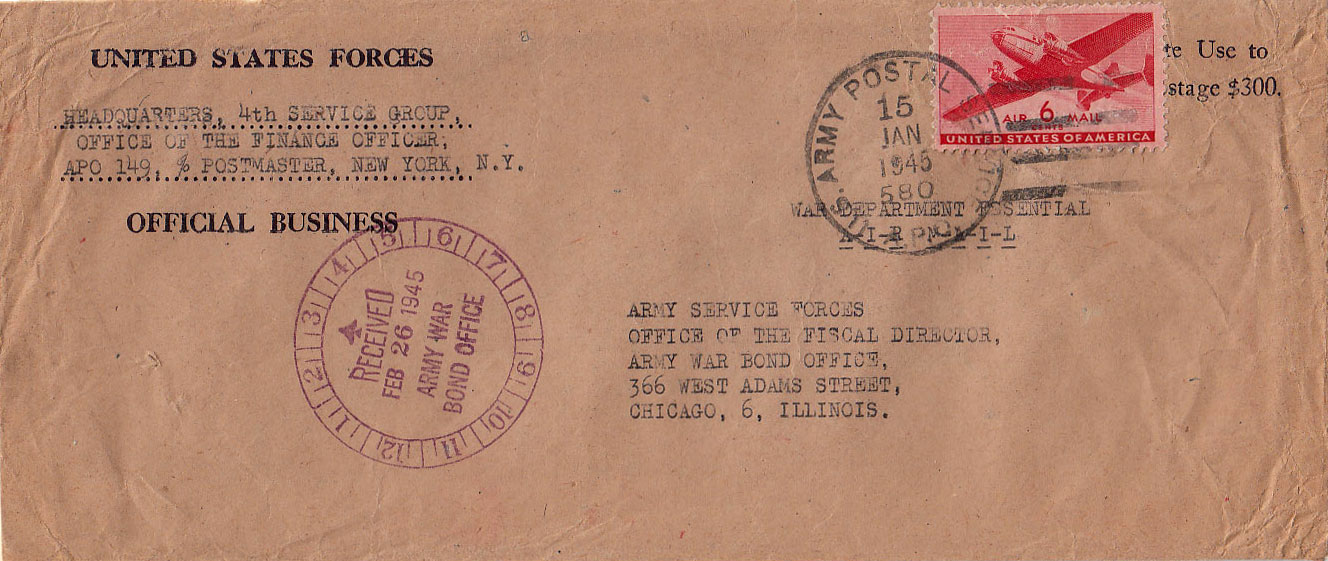 UNITED STATES FORCES
HEADQUARTERS, 4th SERVICE GROUP,
OFFICE OF THE FINANCE OFFICER,
APO 149, % POSTMASTER, NEW YORK, N.Y.
OFFICIAL BUSINESS
Use to
$300.
AIR 6 MAIL
CENTS
UNITED STATES OF AMERICA
U.S. ARMY POSTAL SERVICE
A.P.O.
15
JAN
1945
580
WAR DEPARTMENT ESSENTIAL
A-I-R M-A-I-L
ARMY SERVICE FORCES
OFFICE OF THE FISCAL DIRECTOR,
ARMY WAR BOND OFFICE,
366 WEST ADAMS STREET,
CHICAGO, 6, ILLINOIS.
1 2 3 4 5 6 7 8 9 10 11 12
RECEIVED
FEB 26 1945
ARMY WAR
BOND OFFICE